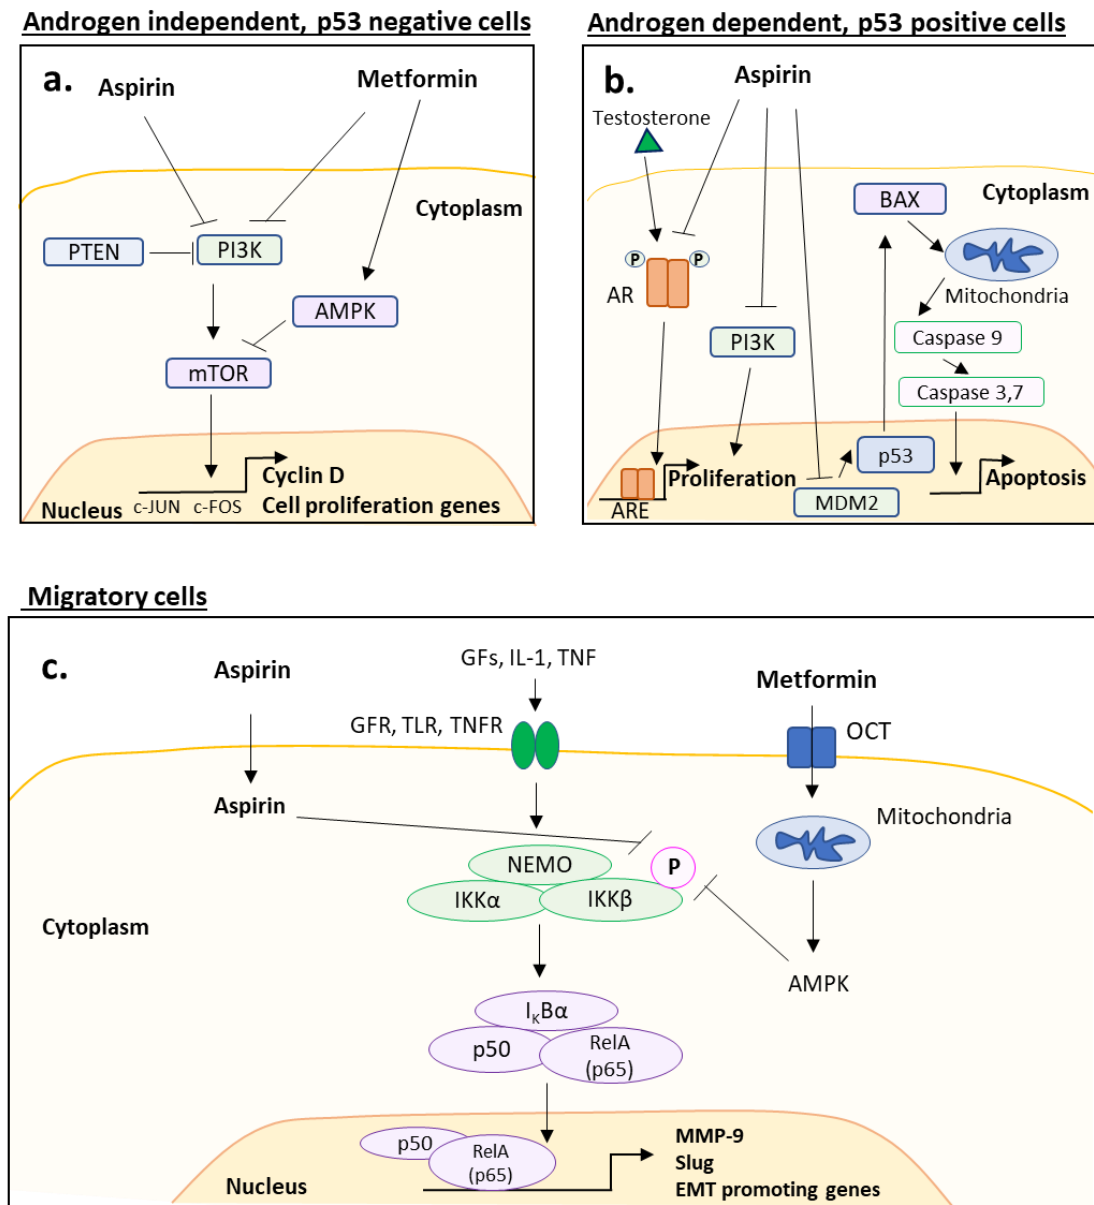 Androgen independent, p53 negative cells
a.
Aspirin
Metformin
Cytoplasm
PTEN
PI3K
AMPK
mTOR
Cyclin D
Cell proliferation genes
Nucleus
c-JUN
c-FOS
Androgen dependent, p53 positive cells
b.
Aspirin
Testosterone
Cytoplasm
BAX
P
P
AR
Mitochondria
PI3K
Caspase 9
Caspase 3,7
p53
Proliferation
Apoptosis
MDM2
ARE
Migratory cells
c.
Aspirin
GFs, IL-1, TNF
Metformin
GFR, TLR, TNFR
OCT
Aspirin
Mitochondria
NEMO
P
IKKα
IKKβ
Cytoplasm
AMPK
IκBα
p50
RelA
(p65)
p50
RelA
(p65)
MMP-9
Slug
EMT promoting genes
Nucleus